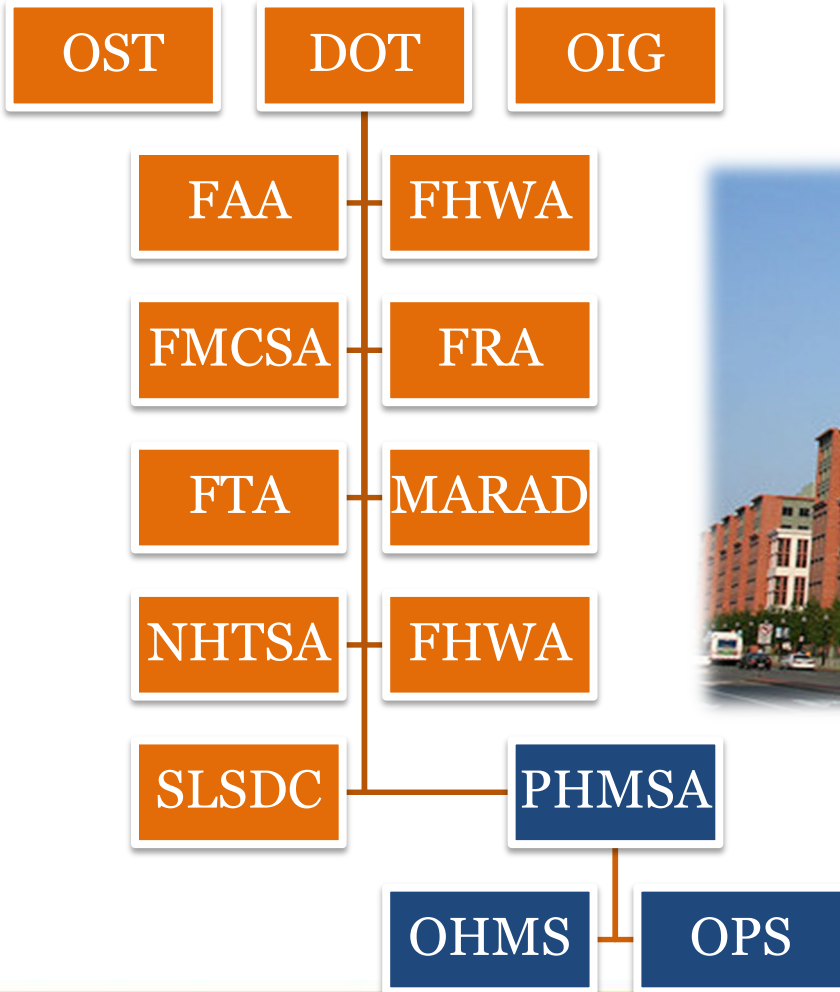 OST
DOT
OIG
FAA
FHWA
FMCSA
FRA
FTA
MARAD
NHTSA
FHWA
SLSDC
PHMSA
OHMS
OPS